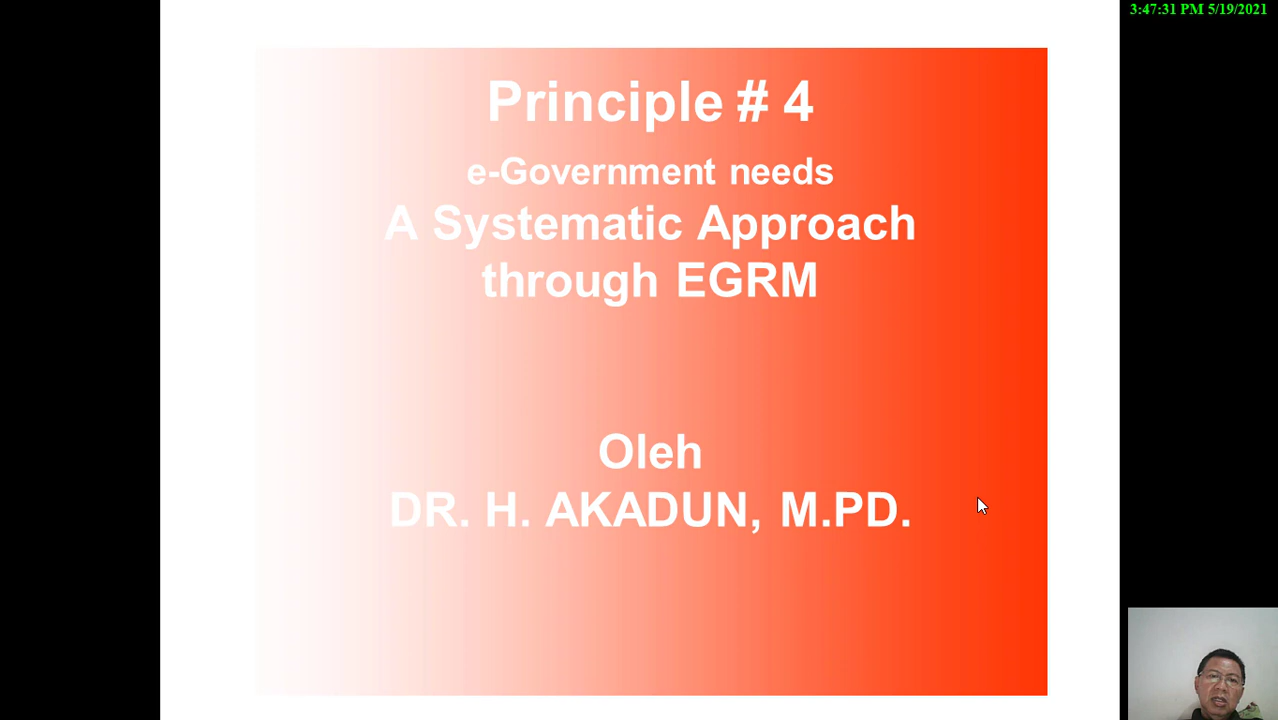 3:47:31 PM 5/19/2021
Principle # 4
e-Government needs
A Systematic Approach
through EGRM
Oleh
DR. H. AKADUN, M.PD.